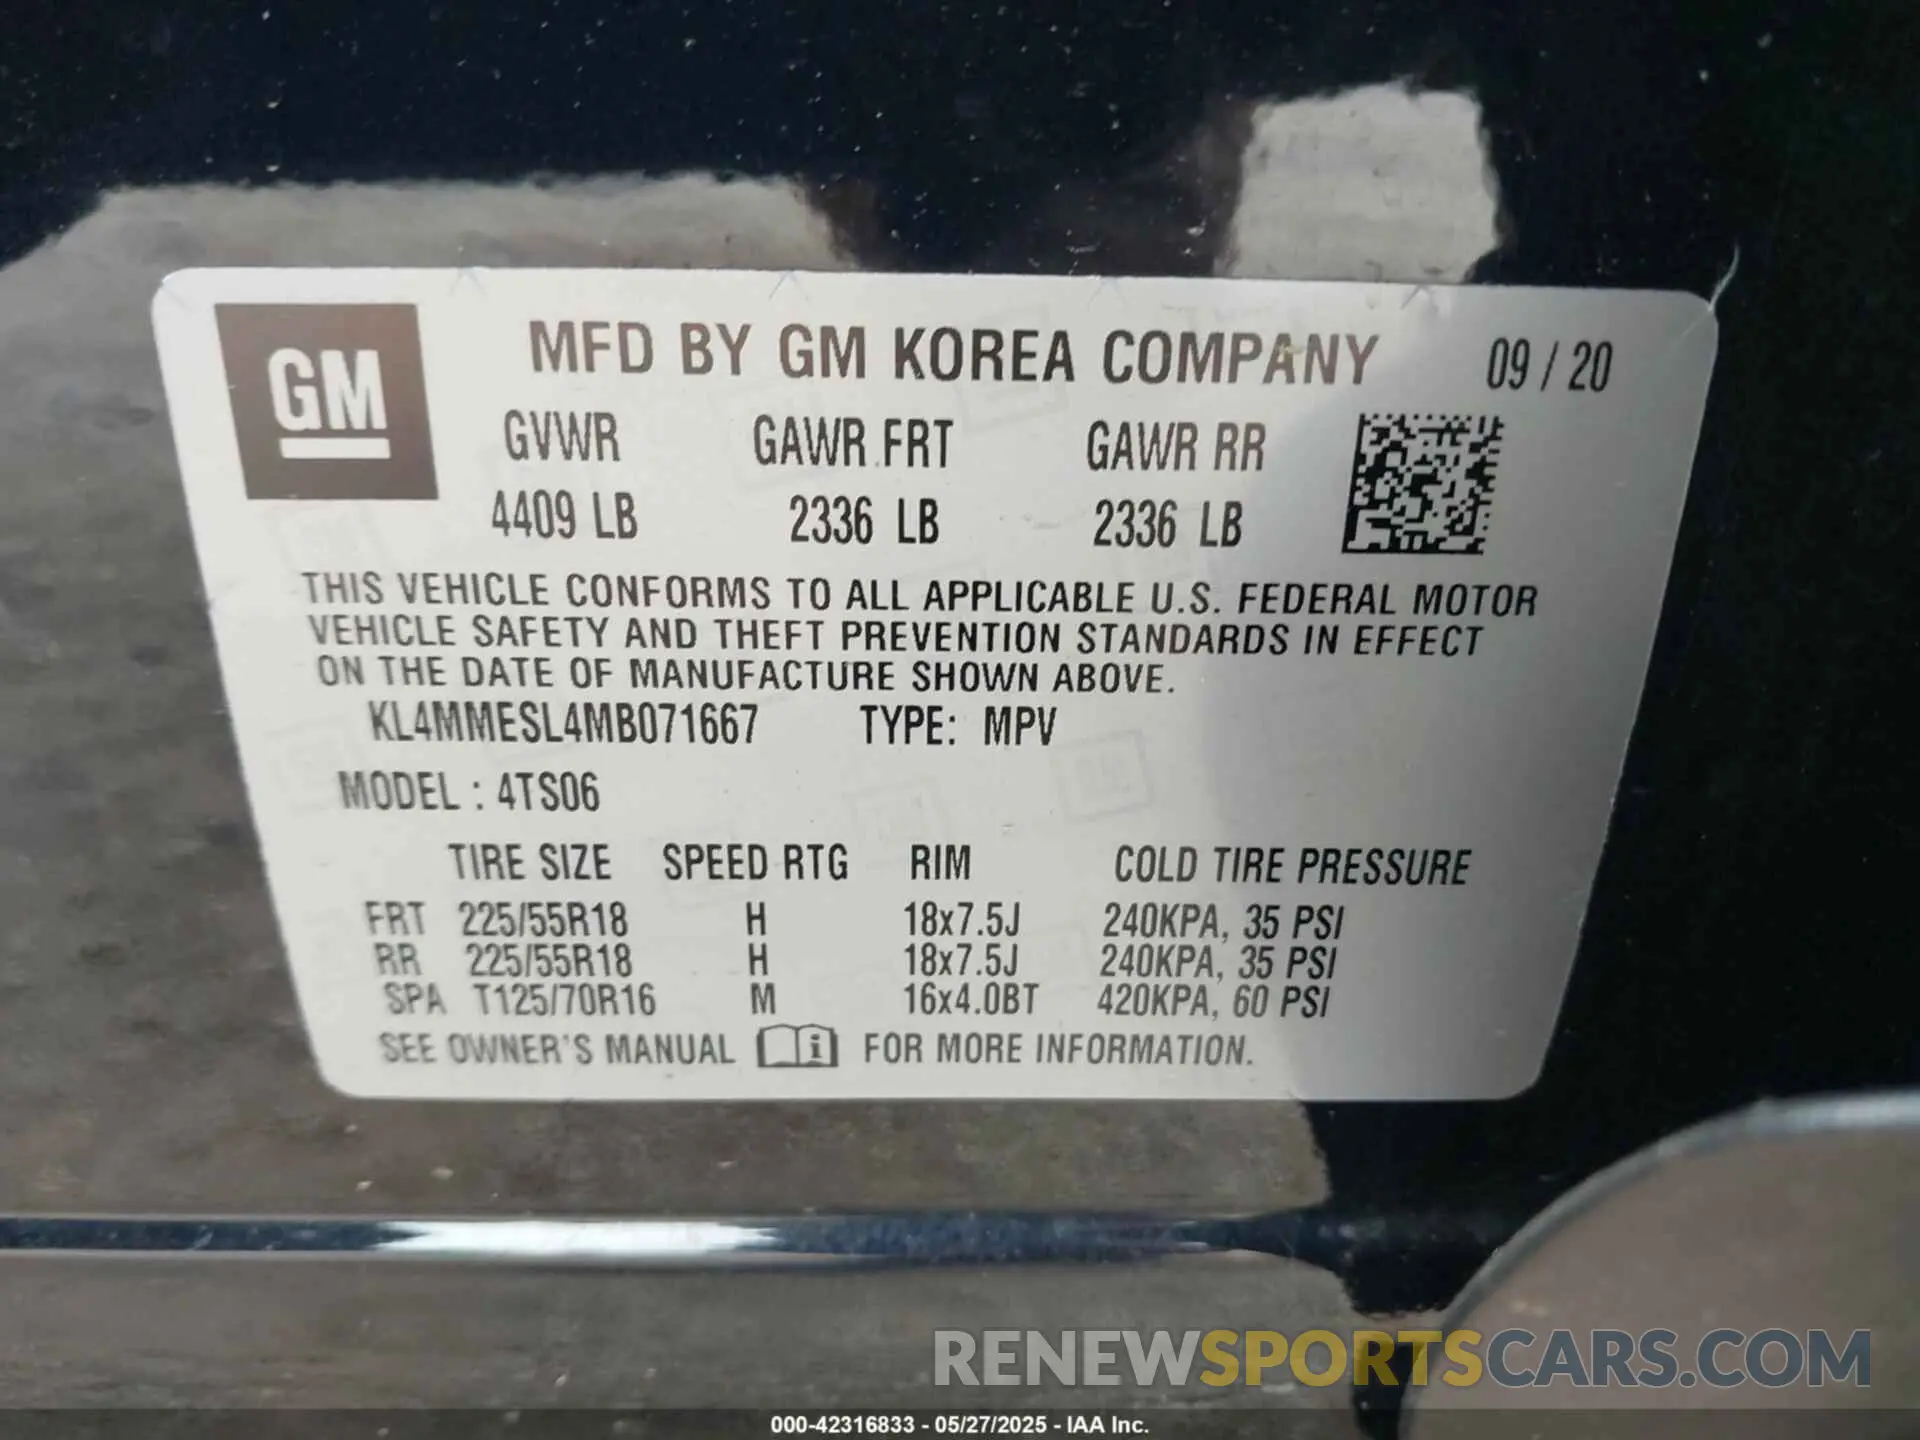 GM
MFD BY GM KOREA COMPANY 09 / 20
GVWR GAWR FRT GAWR RR
4409 LB 2336 LB 2336 LB
THIS VEHICLE CONFORMS TO ALL APPLICABLE U.S. FEDERAL MOTOR
VEHICLE SAFETY AND THEFT PREVENTION STANDARDS IN EFFECT
ON THE DATE OF MANUFACTURE SHOWN ABOVE.
KL4MMESL4MB071667 TYPE: MPV
MODEL : 4TS06
TIRE SIZE SPEED RTG RIM COLD TIRE PRESSURE
FRT 225/55R18 H 18x7.5J 240KPA, 35 PSI
RR 225/55R18 H 18x7.5J 240KPA, 35 PSI
SPA T125/70R16 M 16x4.0BT 420KPA, 60 PSI
SEE OWNER'S MANUAL i FOR MORE INFORMATION.
RENEWSPORTSCARS.COM
000-42316833 - 05/27/2025 - IAA Inc.